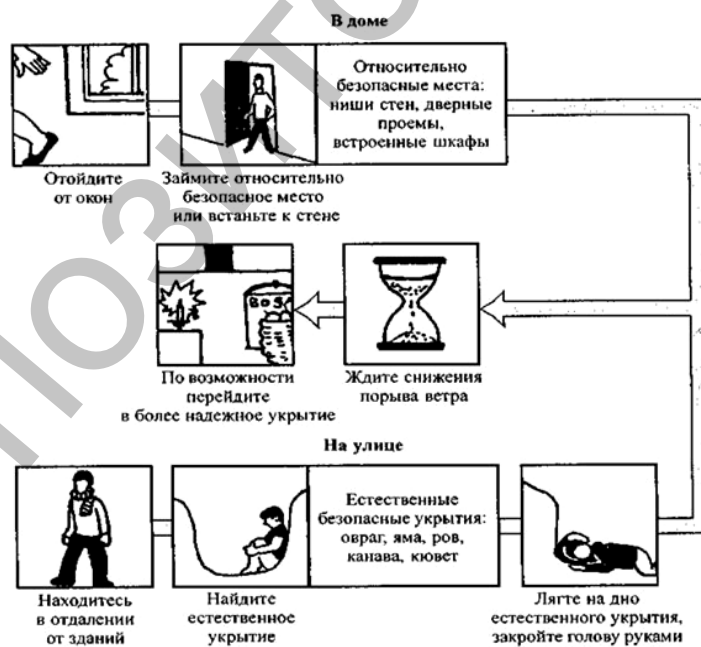 В доме
Относительно
безопасные места:
ниши стен, дверные
проемы,
встроенные шкафы
Отойдите
от окон
Займите относительно
безопасное место
или встаньте к стене
По возможности
перейдите
в более надежное укрытие
Ждите снижения
порыва ветра
На улице
Естественные
безопасные укрытия:
овраг, яма, ров,
канава, кювет
Находитесь
в отдалении
от зданий
Найдите
естественное
укрытие
Лягте на дно
естественного укрытия,
закройте голову руками